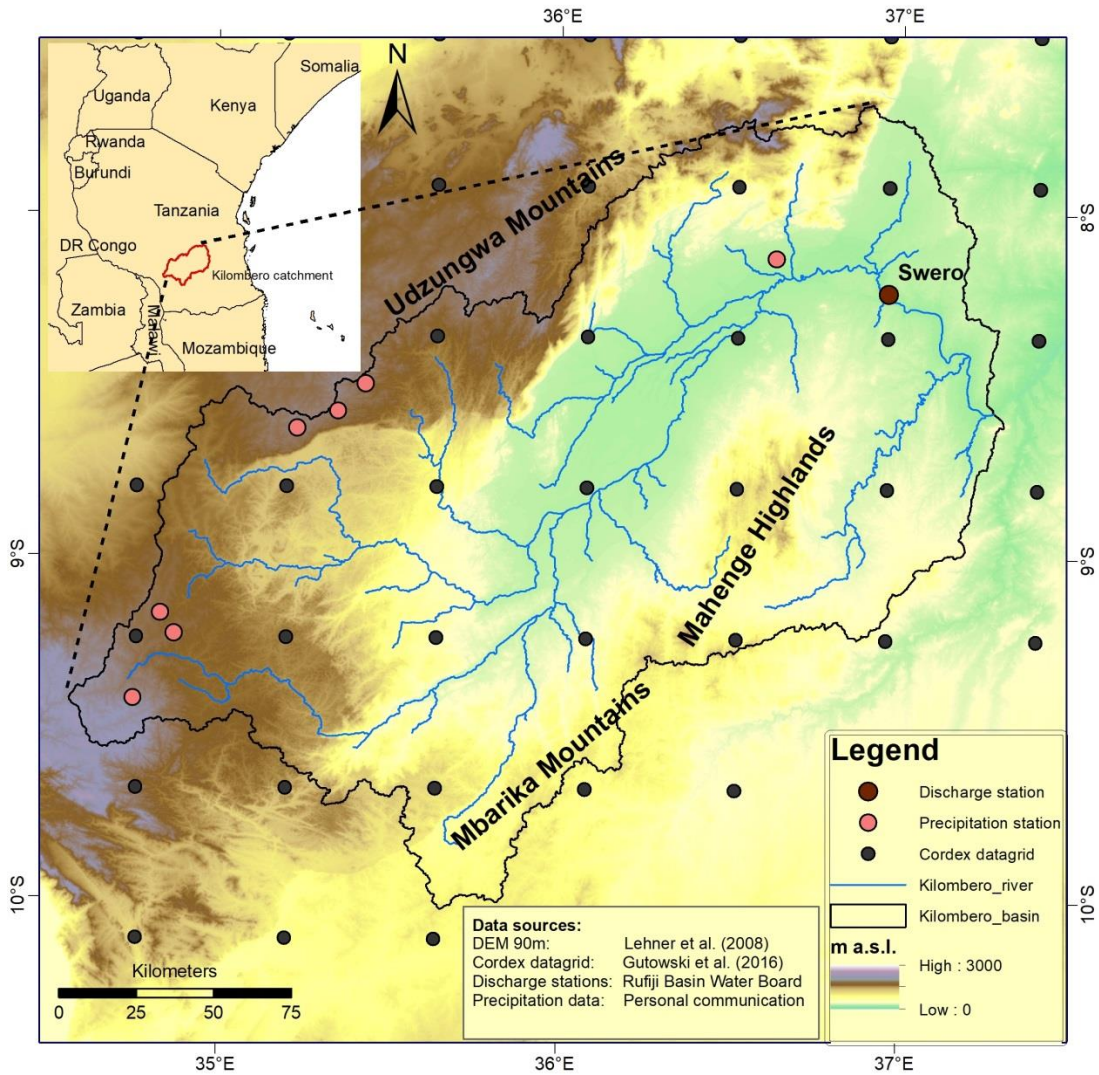 36°E
37°E
N
Somalia
Uganda
Kenya
Rwanda
Burundi
Tanzania
DR Congo
Kilombero catchment
Zambia
Malawi
Mozambique
Udzungwa Mountains
8°S
8°S
Swero
Mahenge Highlands
9°S
9°S
Mbarika Mountains
10°S
10°S
Legend
Discharge station
Precipitation station
Cordex datagrid
Kilombero_river
Kilombero_basin
m a.s.l.
High : 3000
Low : 0
Data sources:
DEM 90m: Lehner et al. (2008)
Cordex datagrid: Gutowski et al. (2016)
Discharge stations: Rufiji Basin Water Board
Precipitation data: Personal communication
Kilometers
0 25 50 75
35°E
36°E
37°E